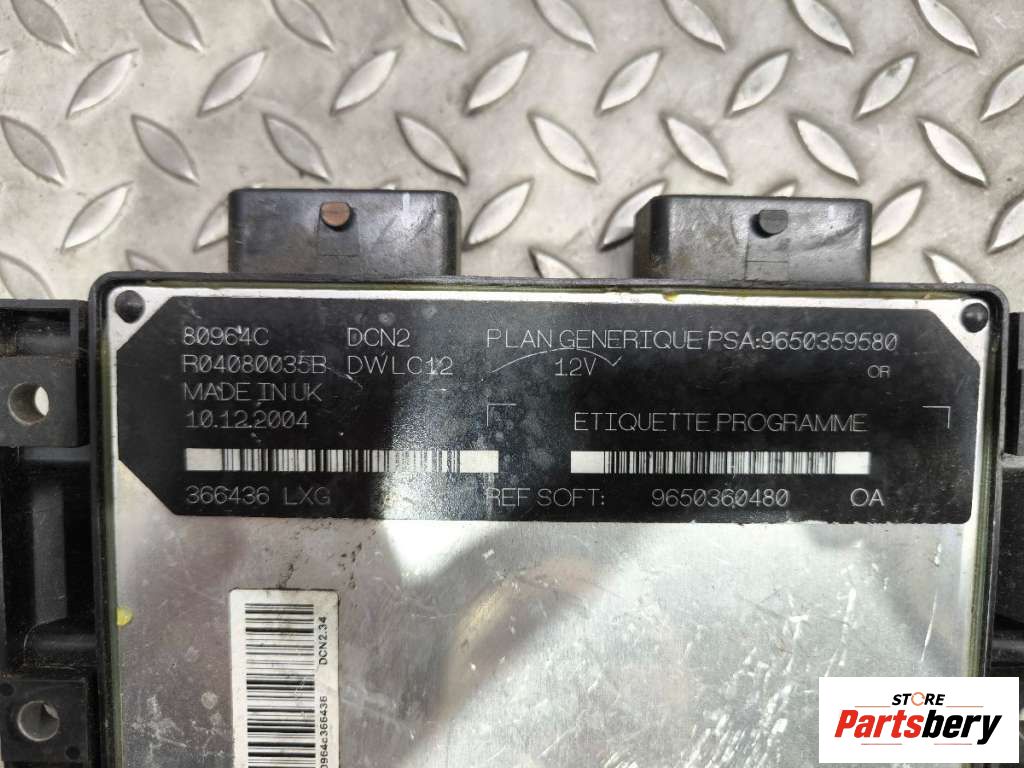 80964C DCN2 PLAN GENERIQUE PSA:9650359580
R04080035B DWLC12 12V OR
MADE IN UK
10.12.2004 ETIQUETTE PROGRAMME
366436 LXG REF SOFT: 9650360480 OA
DCN2.34
0964c366436
STORE
Partsbery